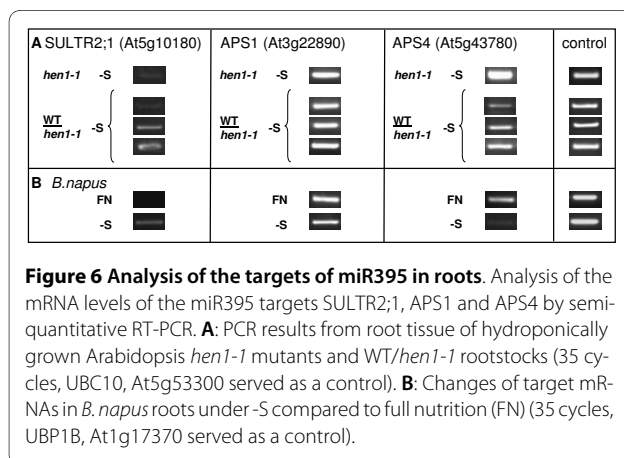 A SULTR2;1 (At5g10180) APS1 (At3g22890) APS4 (At5g43780) control
hen1-1 -S hen1-1 -S hen1-1 -S
WT WT WT
hen1-1 -S hen1-1 -S hen1-1 -S
B B.napus
FN FN FN
-S -S -S
Figure 6 Analysis of the targets of miR395 in roots. Analysis of the
mRNA levels of the miR395 targets SULTR2;1, APS1 and APS4 by semi-
quantitative RT-PCR. A: PCR results from root tissue of hydroponically
grown Arabidopsis hen1-1 mutants and WT/hen1-1 rootstocks (35 cy-
cles, UBC10, At5g53300 served as a control). B: Changes of target mR-
NAs in B. napus roots under -S compared to full nutrition (FN) (35 cycles,
UBP1B, At1g17370 served as a control).